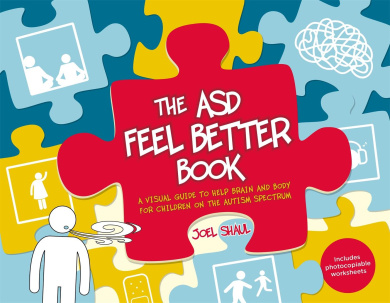 THE ASD
FEEL BETTER
BOOK
A VISUAL GUIDE TO HELP BRAIN AND BODY
FOR CHILDREN ON THE AUTISM SPECTRUM
JOEL SHAUL
Includes
photocopiable
worksheets